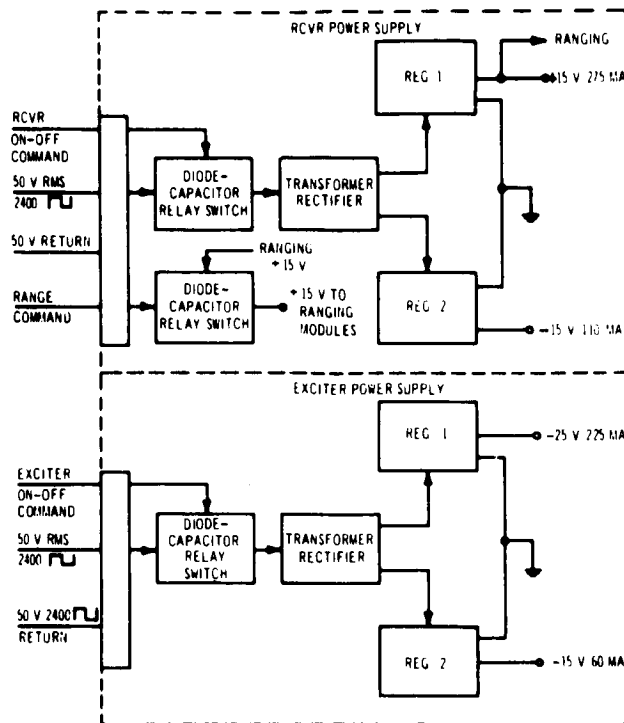 RCVR POWER SUPPLY
RANGING
REG 1
+15 V 275 MA
RCVR
ON-OFF
COMMAND
50 V RMS
2400
DIODE-
CAPACITOR
RELAY SWITCH
TRANSFORMER
RECTIFIER
50 V RETURN
RANGING
+15 V
RANGE
COMMAND
DIODE-
CAPACITOR
RELAY SWITCH
+15 V TO
RANGING
MODULES
REG 2
-15 V 110 MA
EXCITER POWER SUPPLY
REG 1
-25 V 225 MA
EXCITER
ON-OFF
COMMAND
50 V RMS
2400
DIODE-
CAPACITOR
RELAY
SWITCH
TRANSFORMER
RECTIFIER
50 V 2400
RETURN
REG 2
-15 V 60 MA